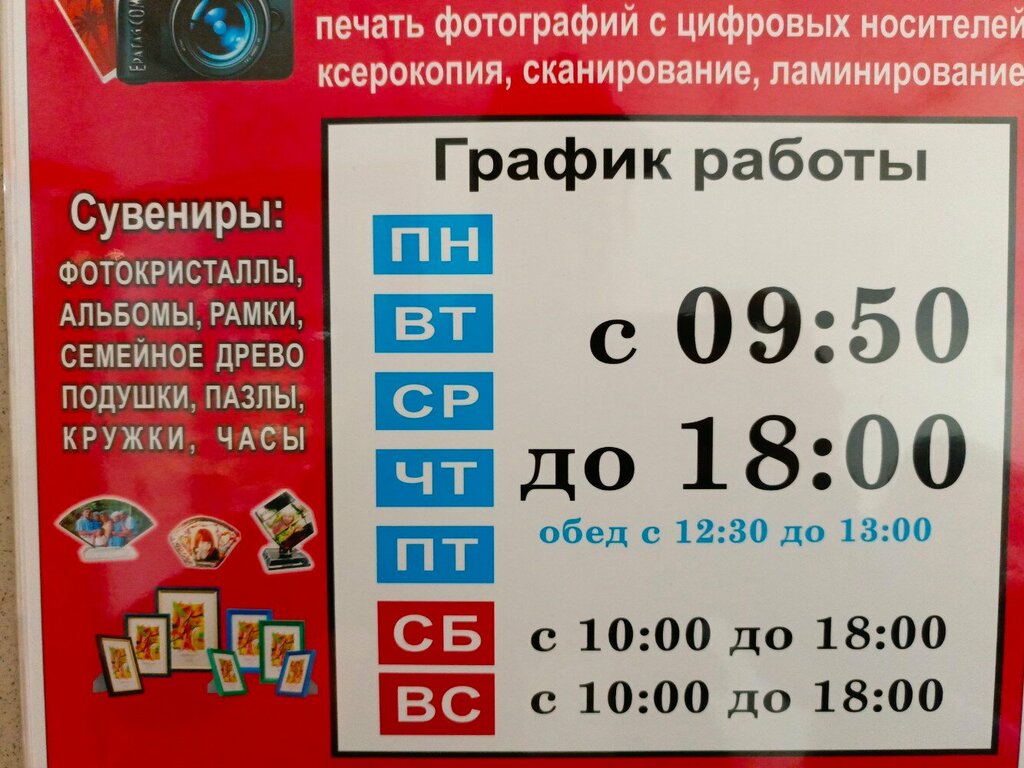 печать фотографий с цифровых носителей
ксерокопия, сканирование, ламинирование
График работы
Сувениры:
ФОТОКРИСТАЛЛЫ,
АЛЬБОМЫ, РАМКИ,
СЕМЕЙНОЕ ДРЕВО
ПОДУШКИ, ПАЗЛЫ,
КРУЖКИ, ЧАСЫ
ПН
ВТ
СР
ЧТ
ПТ
с 09:50
до 18:00
обед с 12:30 до 13:00
СБ с 10:00 до 18:00
ВС с 10:00 до 18:00